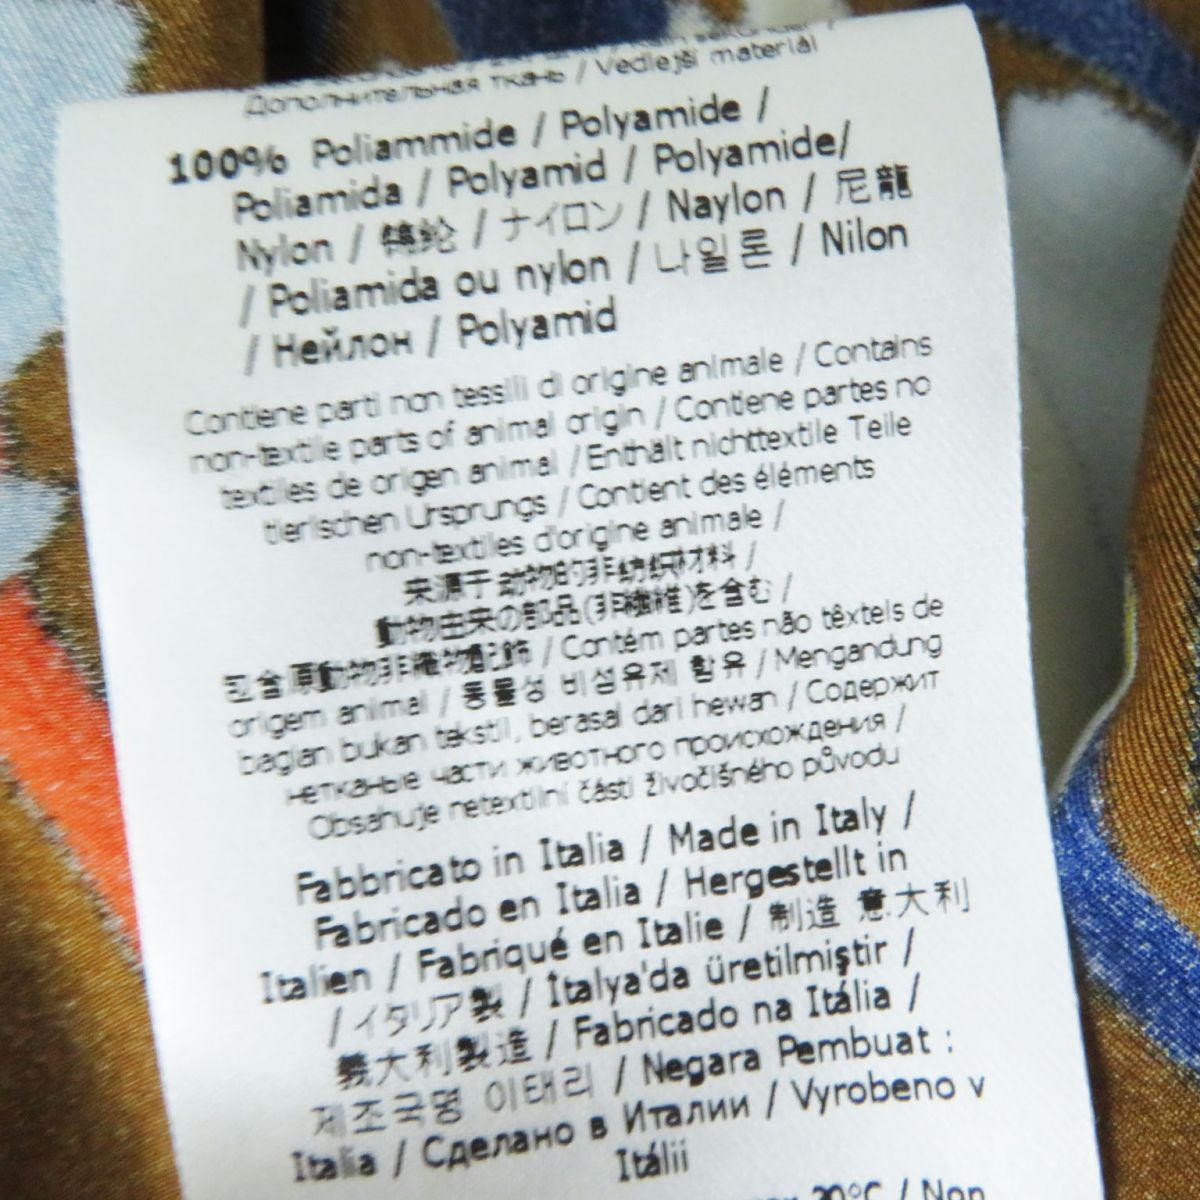 Дополнительная ткань / Vedlejší materiál
100% Poliammide / Polyamide /
Poliamida / Polyamid / Polyamide/
Nylon / 锦纶 / ナイロン / Naylon / 尼龍
/ Poliamida ou nylon / 나일론 / Nilon
/ Нейлон / Polyamid
Contiene parti non tessili di origine animale / Contains
non-textile parts of animal origin / Contiene partes no
textiles de origen animal / Enthält nichttextile Teile
tierischen Ursprungs / Contient des éléments
non-textiles d'origine animale /
来源于动物的非纺织材料 /
動物由来の部品(非繊維)を含む /
包含原動物非織物配飾 / Contém partes não têxteis de
origem animal / 동물성 비섬유제 함유 / Mengandung
bagian bukan tekstil, berasal dari hewan / Содержит
нетканые части животного происхождения /
Obsahuje netextilní části živočišného původu
Fabbricato in Italia / Made in Italy /
Fabricado en Italia / Hergestellt in
Italien / Fabriqué en Italie / 制造 意大利
/ イタリア製 / İtalya'da üretilmiştir /
義大利製造 / Fabricado na Itália /
제조국명 이태리 / Negara Pembuat :
Italia / Сделано в Италии / Vyrobeno v
Itálii
/ Non